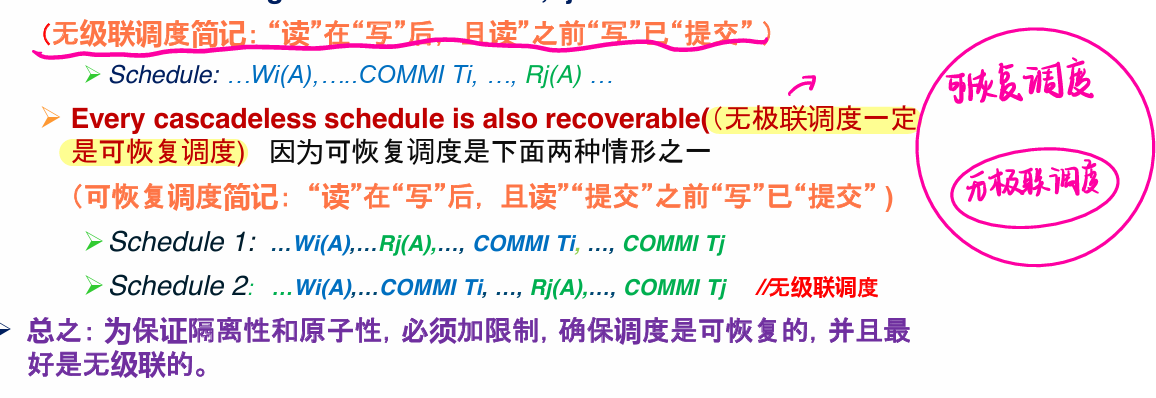 (无级联调度简记：“读”在“写”后，且读”之前“写”已“提交” )
Schedule: …Wi(A),…..COMMI Ti, …, Rj(A) …
Every cascadeless schedule is also recoverable((无极联调度一定
是可恢复调度) 因为可恢复调度是下面两种情形之一
（可恢复调度简记：“读”在“写”后，且读”“提交”之前“写”已“提交” )
Schedule 1: …Wi(A),…Rj(A),…, COMMI Ti, …, COMMI Tj
Schedule 2: …Wi(A),…COMMI Ti, …, Rj(A),…, COMMI Tj //无级联调度
总之：为保证隔离性和原子性, 必须加限制, 确保调度是可恢复的, 并且最
好是无级联的。
可恢复调度
无极联调度